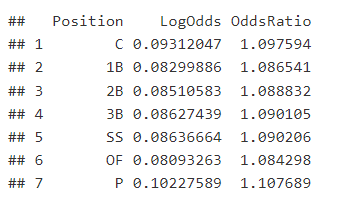 ##   Position    LogOdds OddsRatio
## 1        C 0.09312047  1.097594
## 2       1B 0.08299886  1.086541
## 3       2B 0.08510583  1.088832
## 4       3B 0.08627439  1.090105
## 5       SS 0.08636664  1.090206
## 6       OF 0.08093263  1.084298
## 7        P 0.10227589  1.107689